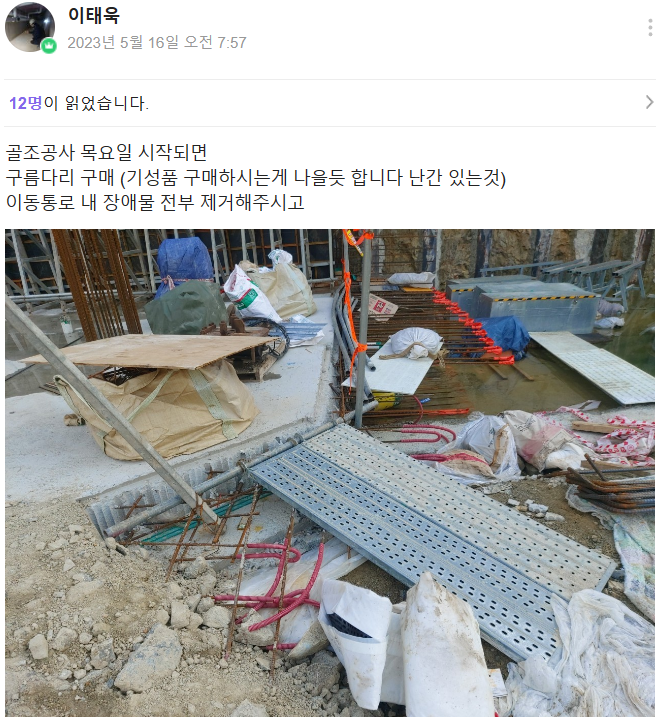 이태욱
2023년 5월 16일 오전 7:57
12명이 읽었습니다.
골조공사 목요일 시작되면
구름다리 구매 (기성품 구매하시는게 나을듯 합니다 난간 있는것)
이동통로 내 장애물 전부 제거해주시고